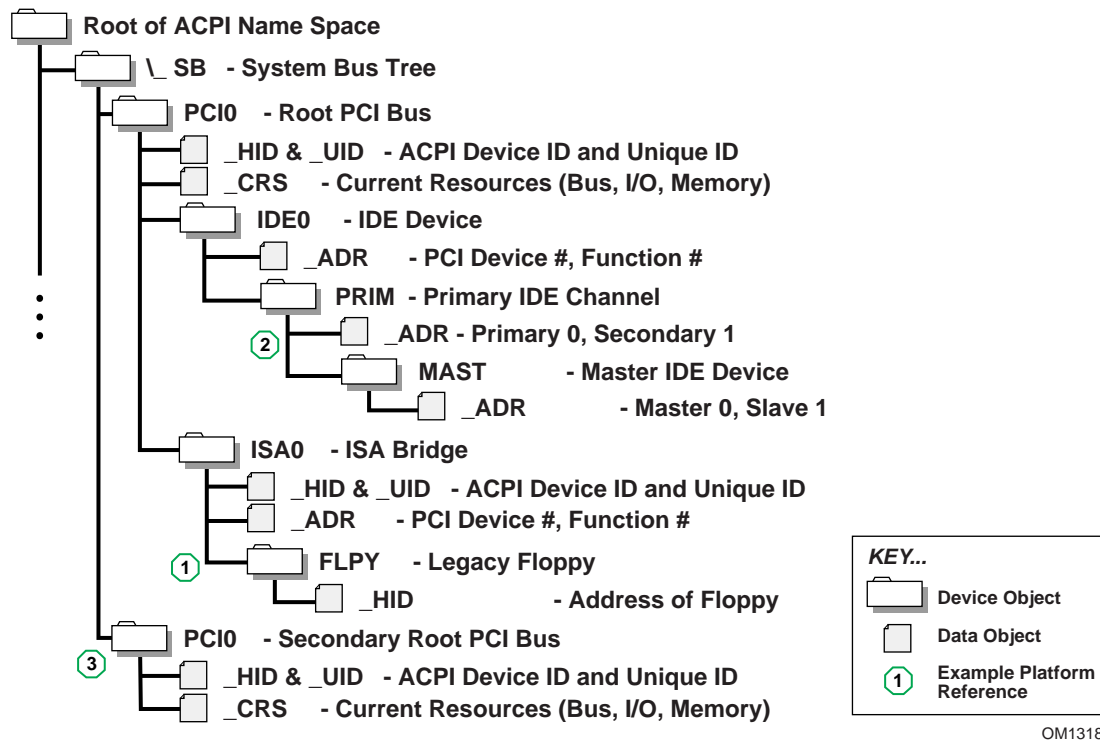 Root of ACPI Name Space
\_ SB - System Bus Tree
PCI0 - Root PCI Bus
_HID & _UID - ACPI Device ID and Unique ID
_CRS - Current Resources (Bus, I/O, Memory)
IDE0 - IDE Device
_ADR - PCI Device #, Function #
PRIM - Primary IDE Channel
2
_ADR - Primary 0, Secondary 1
MAST - Master IDE Device
_ADR - Master 0, Slave 1
ISA0 - ISA Bridge
_HID & _UID - ACPI Device ID and Unique ID
_ADR - PCI Device #, Function #
1
FLPY - Legacy Floppy
_HID - Address of Floppy
PCI0 - Secondary Root PCI Bus
3
_HID & _UID - ACPI Device ID and Unique ID
_CRS - Current Resources (Bus, I/O, Memory)
KEY...
Device Object
Data Object
1
Example Platform
Reference
OM1318